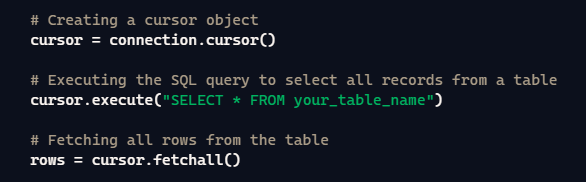 # Creating a cursor object
cursor = connection.cursor()
# Executing the SQL query to select all records from a table
cursor.execute("SELECT * FROM your_table_name")
# Fetching all rows from the table
rows = cursor.fetchall()